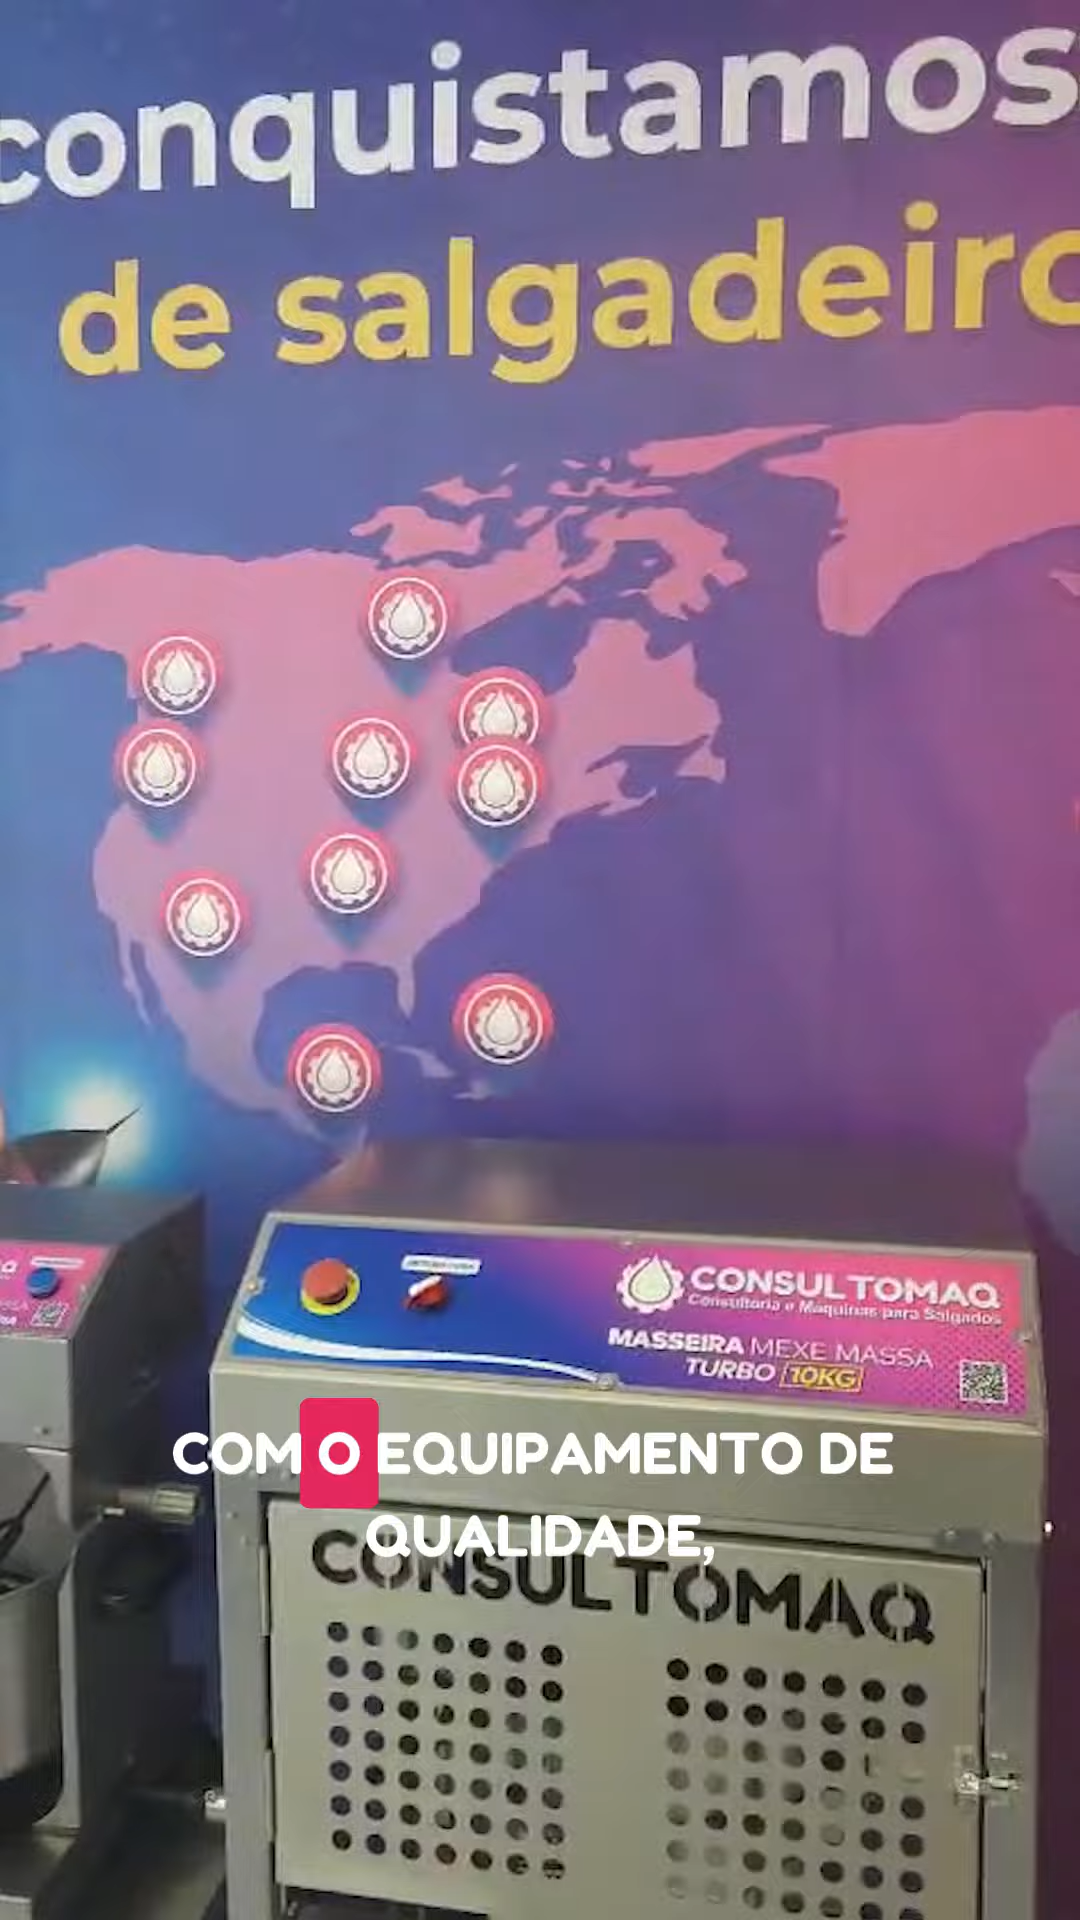 conquistamos
de salgadeiro
CONSULTOMAQ
Consultoria e Máquinas para Salgados
MASSEIRA MEXE MASSA
TURBO 10KG
COM O EQUIPAMENTO DE
QUALIDADE,
CONSULTOMAQ